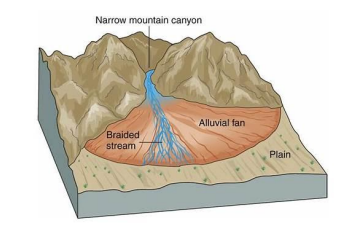 Narrow mountain canyon
Alluvial fan
Braided
stream
Plain